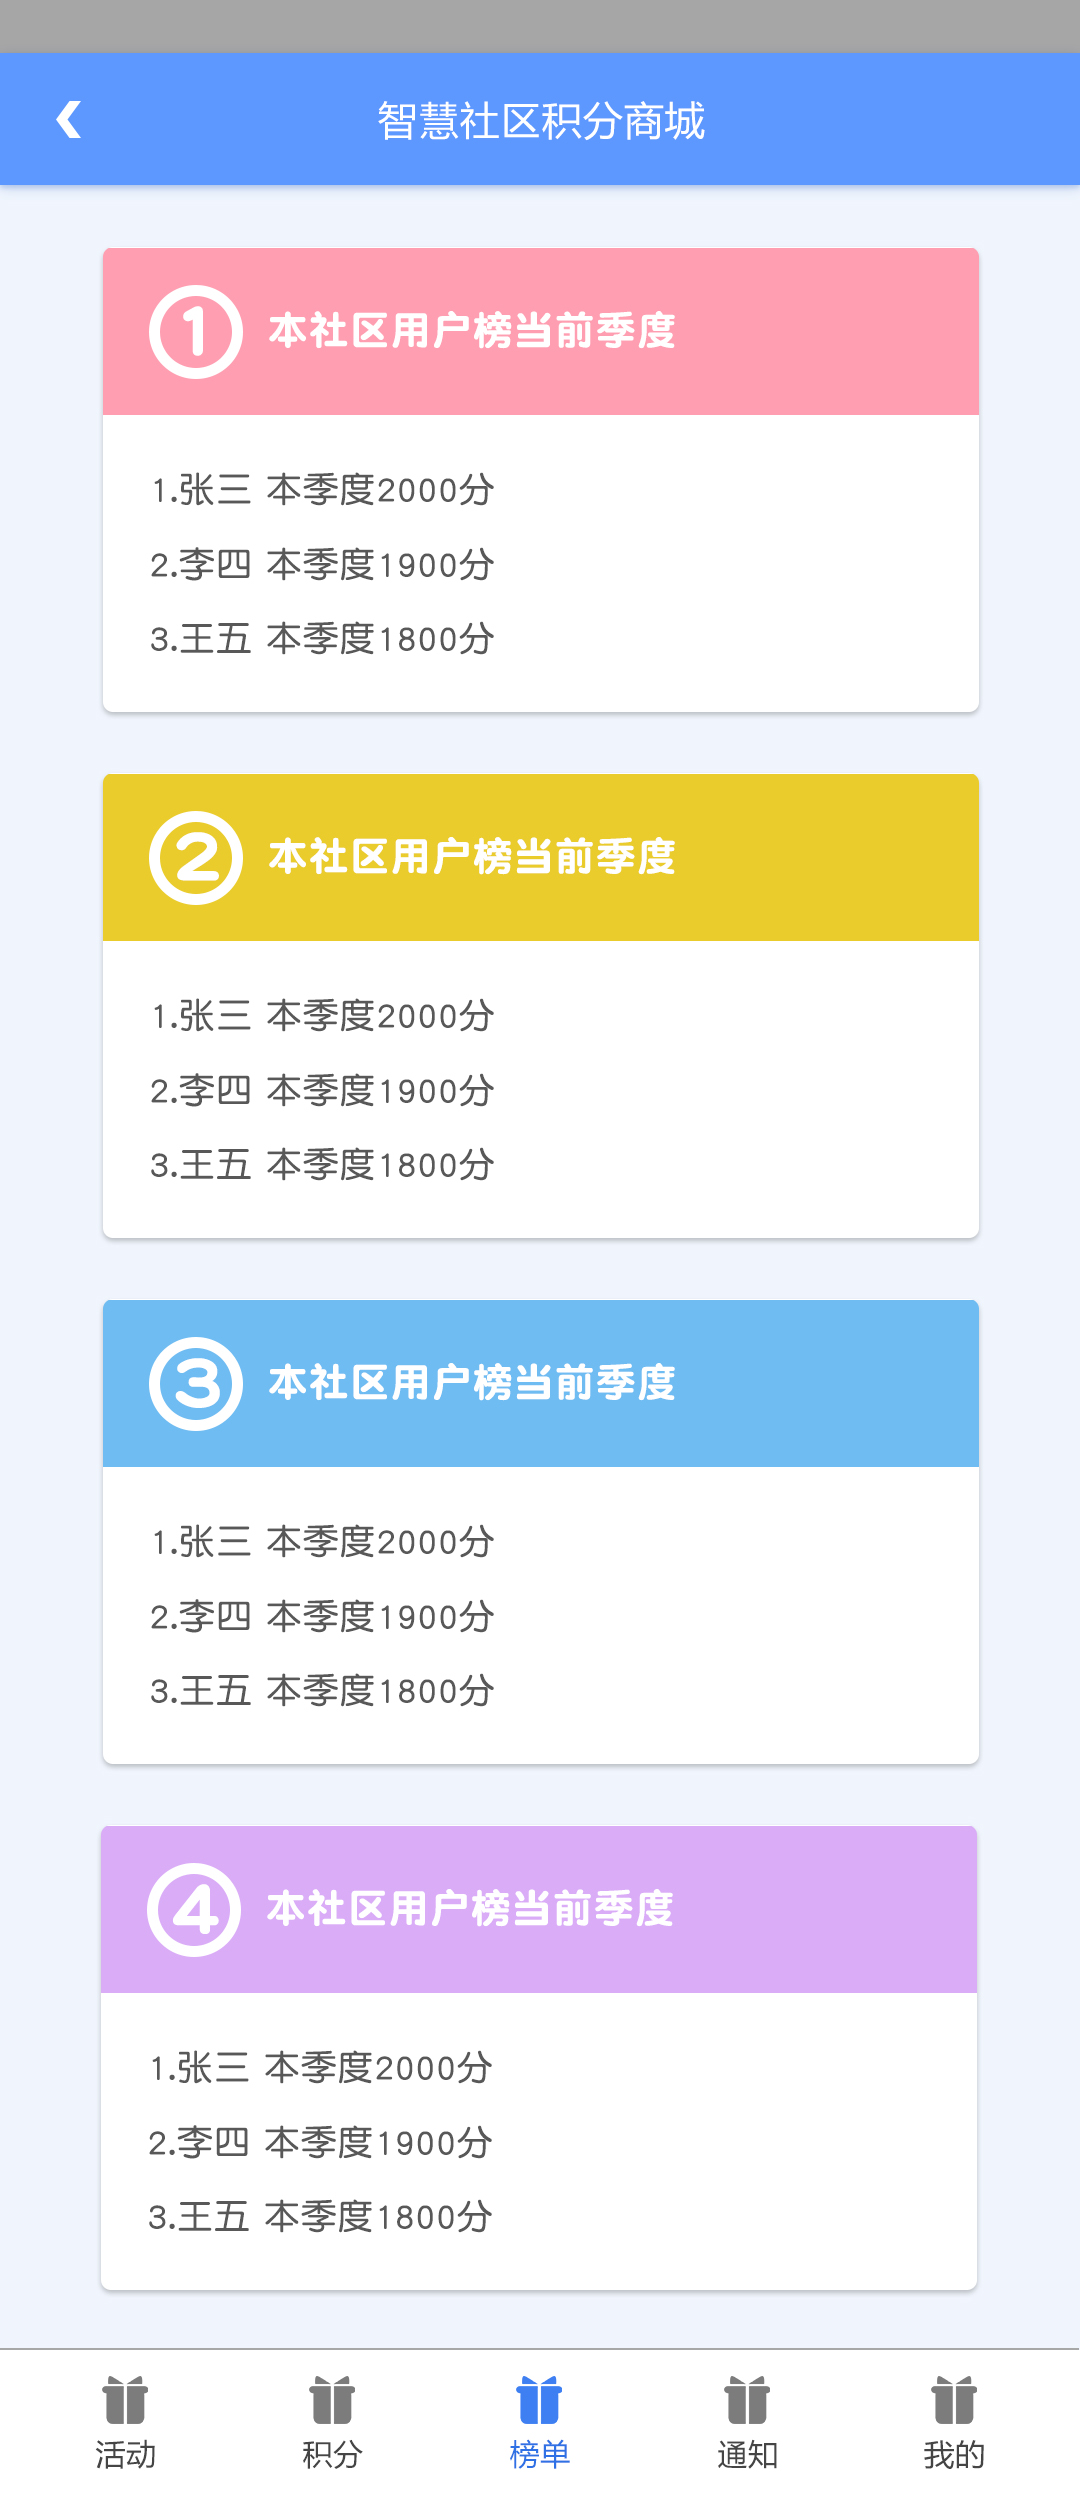 智慧社区积分商城
① 本社区用户榜当前季度
1.张三 本季度2000分
2.李四 本季度1900分
3.王五 本季度1800分
② 本社区用户榜当前季度
1.张三 本季度2000分
2.李四 本季度1900分
3.王五 本季度1800分
③ 本社区用户榜当前季度
1.张三 本季度2000分
2.李四 本季度1900分
3.王五 本季度1800分
④ 本社区用户榜当前季度
1.张三 本季度2000分
2.李四 本季度1900分
3.王五 本季度1800分
活动 积分 榜单 通知 我的